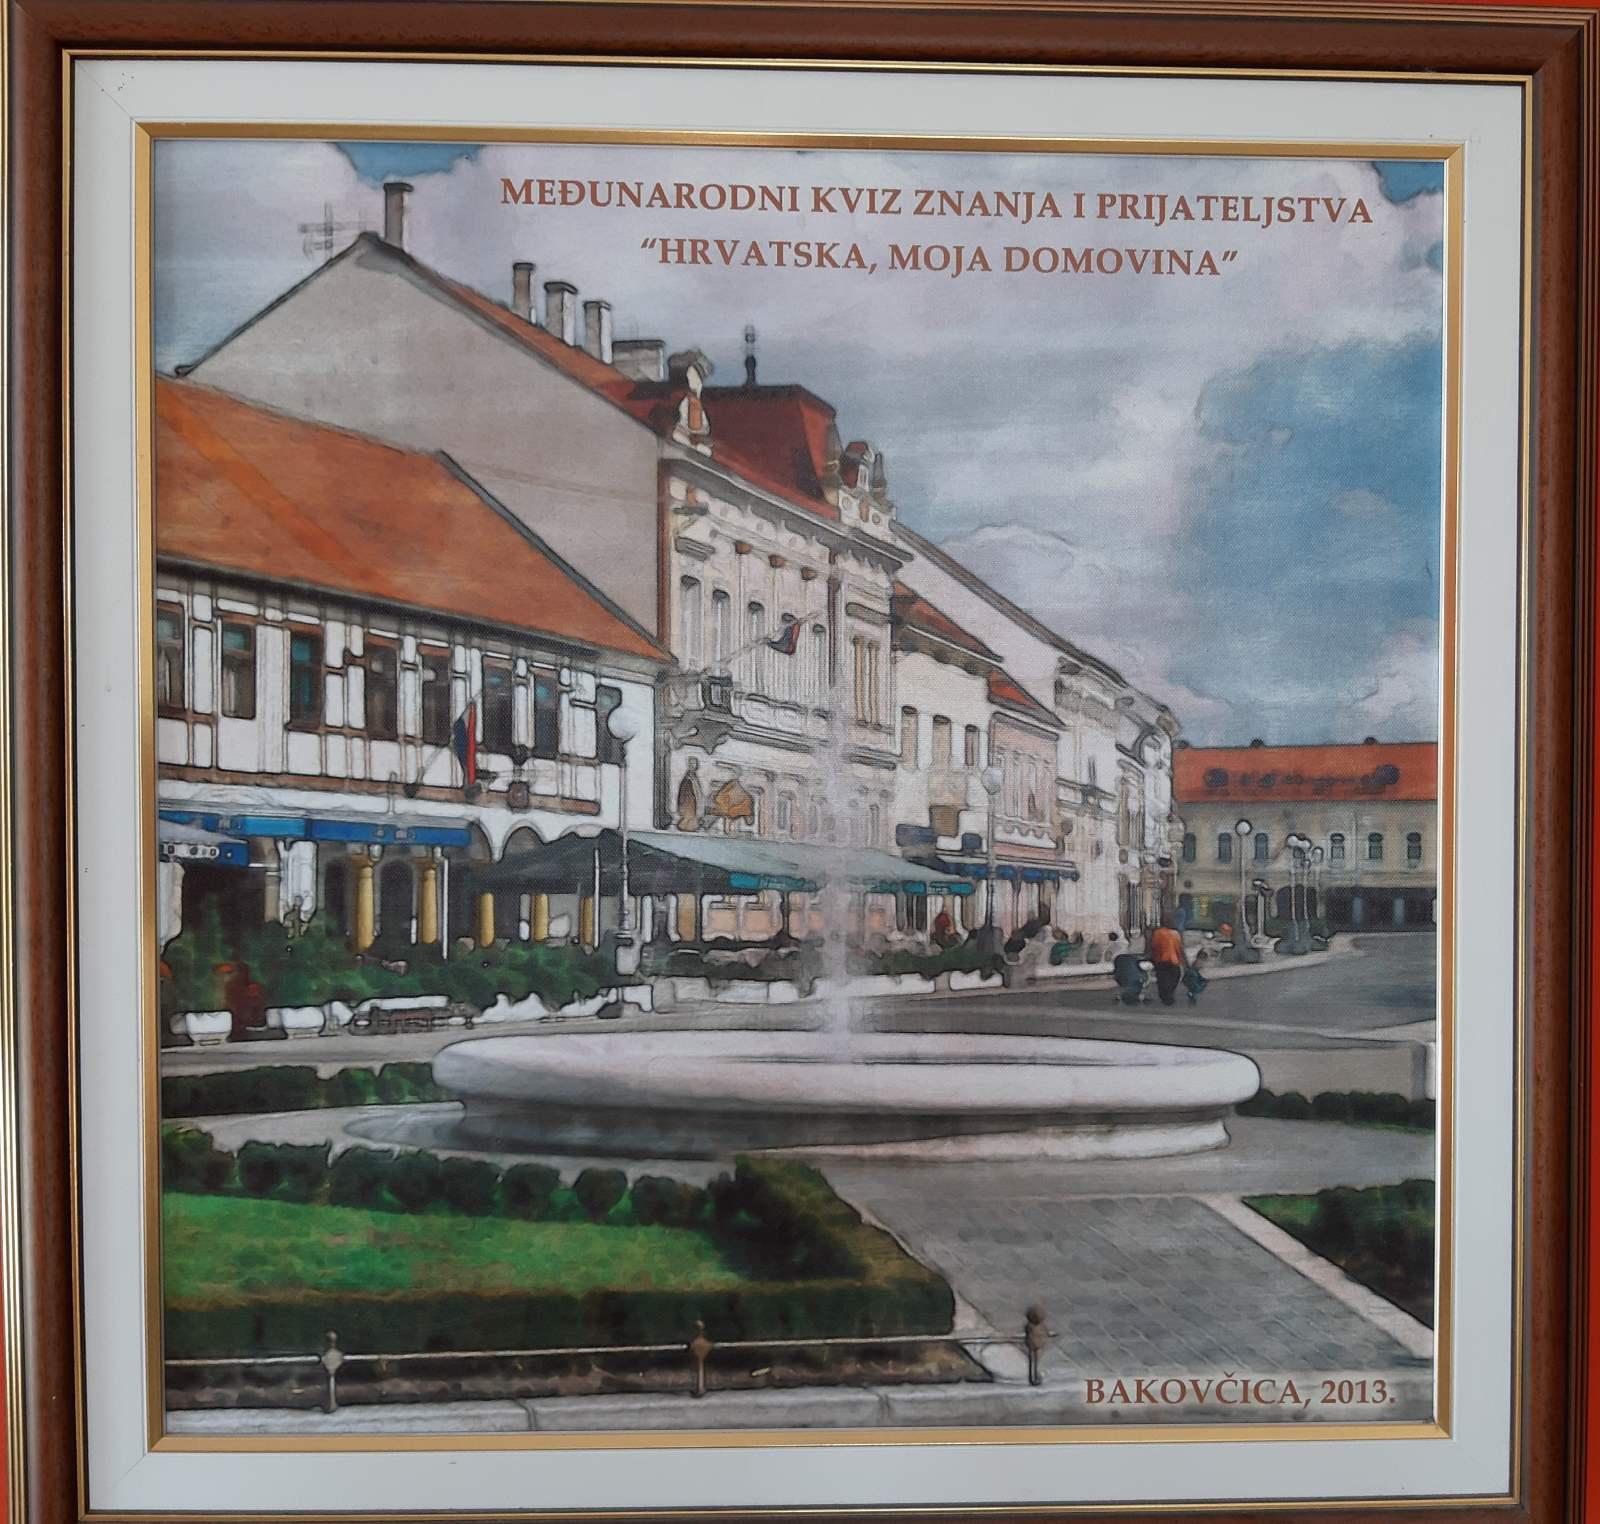 MEĐUNARODNI KVIZ ZNANJA I PRIJATELJSTVA
“HRVATSKA, MOJA DOMOVINA”
BAKOVČICA, 2013.